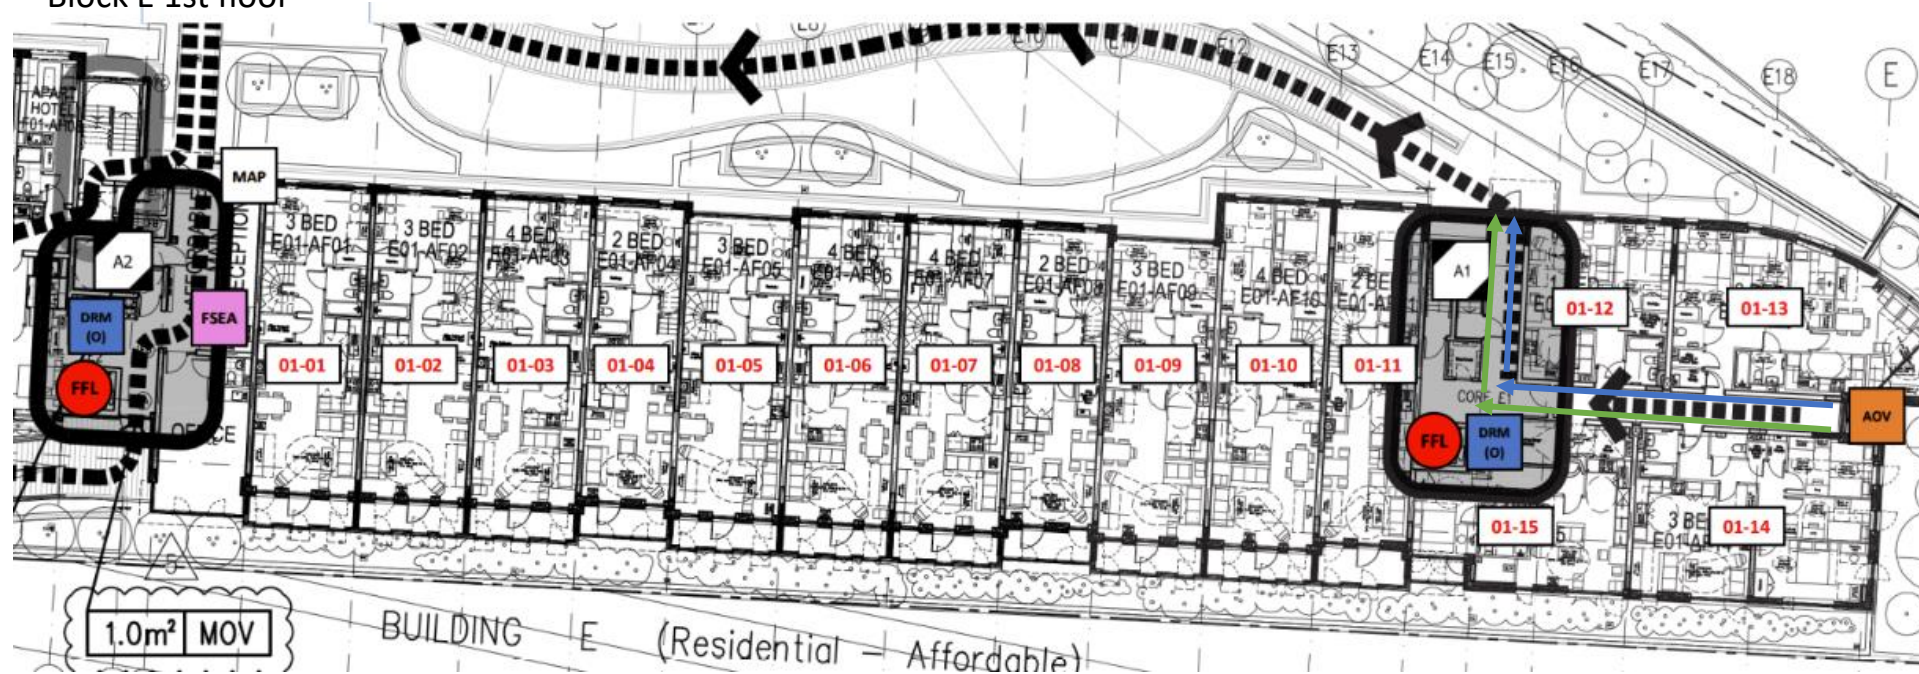 Block E 1st floor
E10
E12
E13
E14
E15
E16
E17
E18
E
APART
HOTEL
MAP
RECEPTION
A2
DRM
(O)
FSEA
FFL
OFFICE
3 BED
E01-AF01
3 BED
E01-AF02
4 BED
E01-AF03
2 BED
E01-AF04
3 BED
E01-AF05
4 BED
E01-AF06
4 BED
E01-AF07
2 BED
E01-AF08
3 BED
E01-AF09
4 BED
E01-AF10
A1
01-01
01-02
01-03
01-04
01-05
01-06
01-07
01-08
01-09
01-10
01-11
01-12
01-13
CORE E1
AOV
FFL
DRM
(O)
01-15
3 BED
01-14
5
1.0m² MOV
BUILDING E (Residential – Affordable)